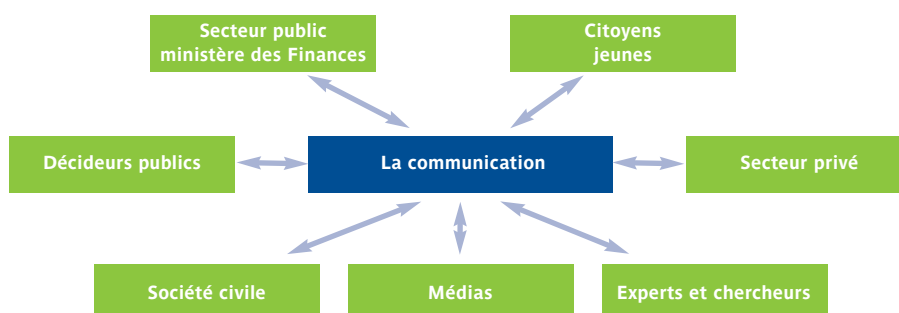 Secteur public
ministère des Finances
Citoyens
jeunes
Décideurs publics
La communication
Secteur privé
Société civile
Médias
Experts et chercheurs